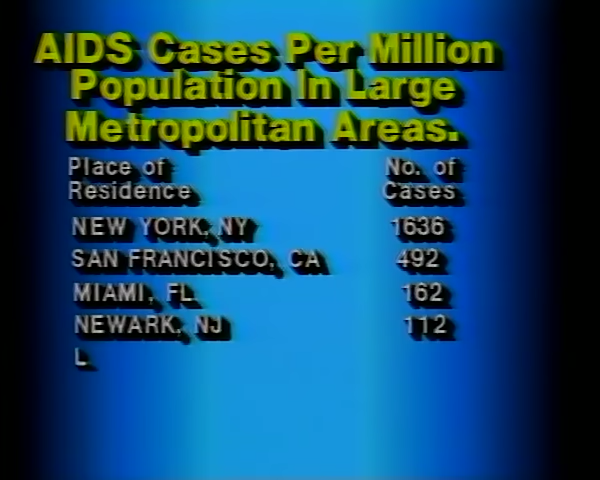 AIDS Cases Per Million
Population In Large
Metropolitan Areas.
Place of No. of
Residence Cases
NEW YORK, NY 1636
SAN FRANCISCO, CA 492
MIAMI, FL 162
NEWARK, NJ 112
L